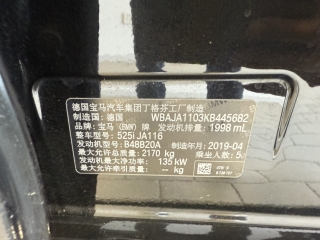 德国宝马汽车集团丁格芬工厂制造
制造国: 德国 WBAJA1103KB445682
品牌: 宝马 (BMW) 牌 发动机排量: 1998 mL
整车型号: 525i JA116
发动机型号: B48B20A 制造年月: 2019-04
最大允许总质量: 2170 kg 乘坐人数: 5
最大净功率: 135 kW
最大允许牵引质量: - kg